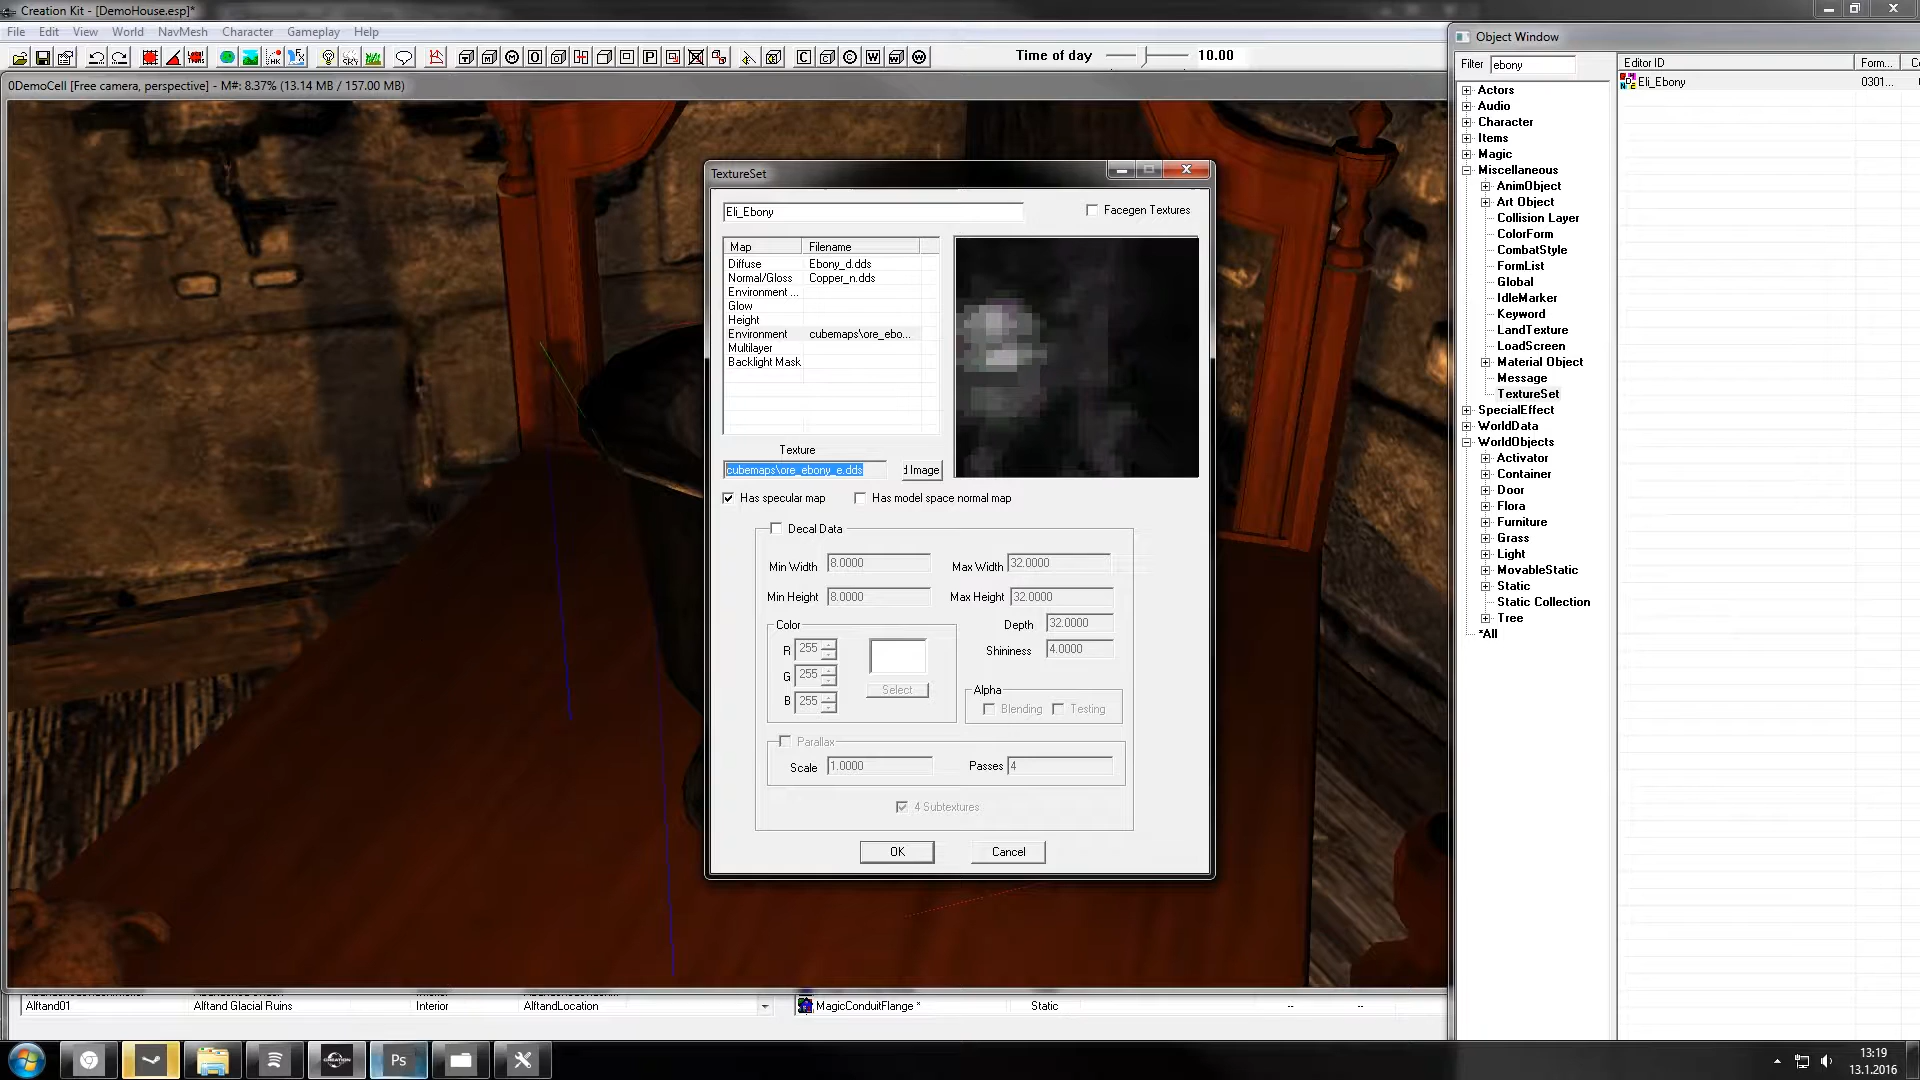 Creation Kit - [DemoHouse.esp]*
File Edit View World NavMesh Character Gameplay Help
Time of day 10.00
0DemoCell [Free camera, perspective] - M#: 8.37% (13.14 MB / 157.00 MB)
TextureSet
Eli_Ebony
Facegen Textures
Map Filename
Diffuse Ebony_d.dds
Normal/Gloss Copper_n.dds
Environment ...
Glow
Height
Environment cubemaps\ore_ebo...
Multilayer
Backlight Mask
Texture
cubemaps\ore_ebony_e.dds
d Image
Has specular map
Has model space normal map
Decal Data
Min Width 8.0000
Max Width 32.0000
Min Height 8.0000
Max Height 32.0000
Color
Depth 32.0000
R 255
Shininess 4.0000
G 255
Select
B 255
Alpha
Blending Testing
Parallax
Scale 1.0000
Passes 4
4 Subtextures
OK Cancel
Object Window
Filter ebony
Editor ID Form...
Eli_Ebony 0301...
Actors
Audio
Character
Items
Magic
Miscellaneous
AnimObject
Art Object
Collision Layer
ColorForm
CombatStyle
FormList
Global
IdleMarker
Keyword
LandTexture
LoadScreen
Material Object
Message
TextureSet
SpecialEffect
WorldData
WorldObjects
Activator
Container
Door
Flora
Furniture
Grass
Light
MovableStatic
Static
Static Collection
Tree
*All
Alftand01 Alftand Glacial Ruins Interior AlftandLocation
MagicConduitFlange * Static -- --
CREATION
Ps
13:19
13.1.2016